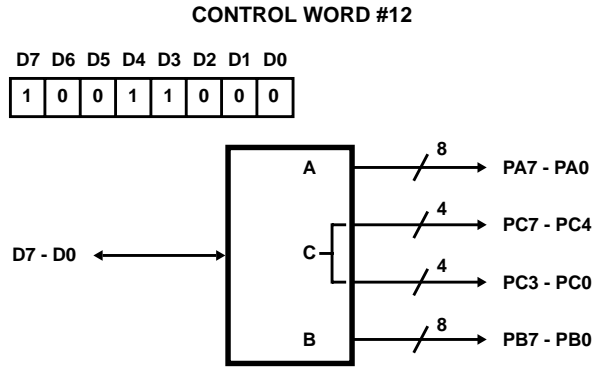 CONTROL WORD #12
D7 D6 D5 D4 D3 D2 D1 D0
1 0 0 1 1 0 0 0
A
8
PA7 - PA0
4
PC7 - PC4
D7 - D0
C
4
PC3 - PC0
B
8
PB7 - PB0